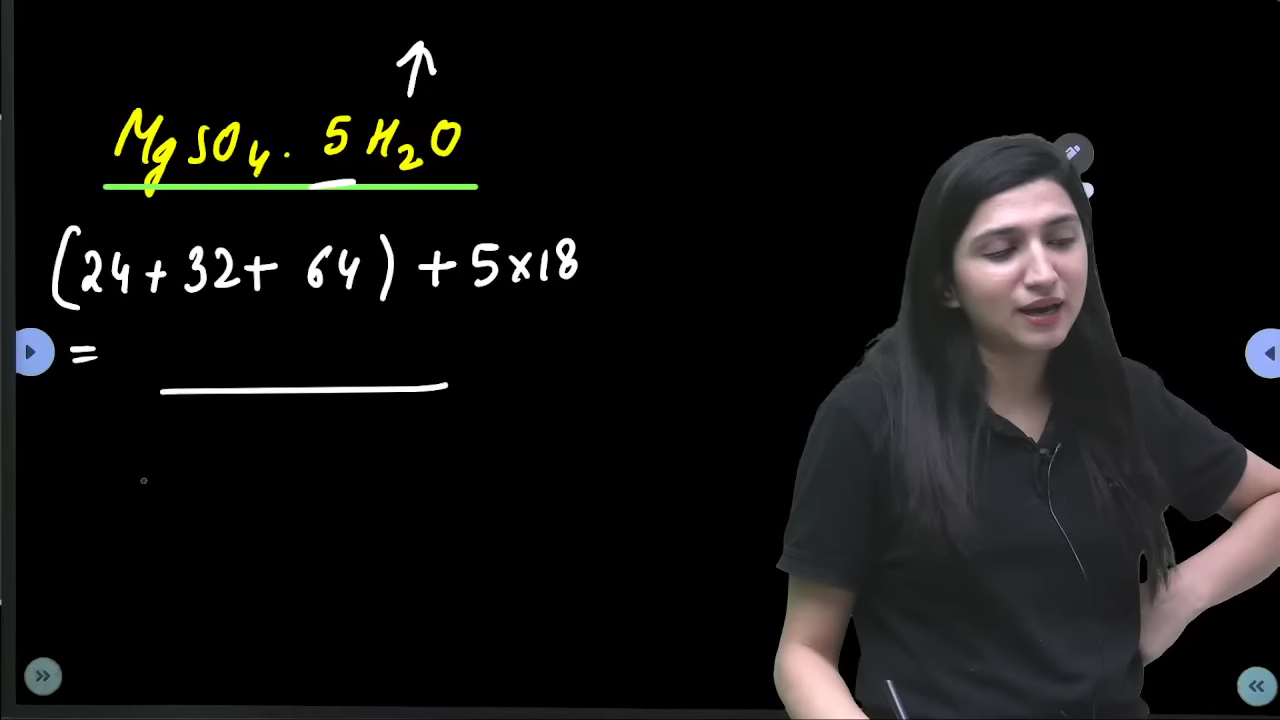 MgSO4. 5H2O
(24+32+ 64) + 5×18
=